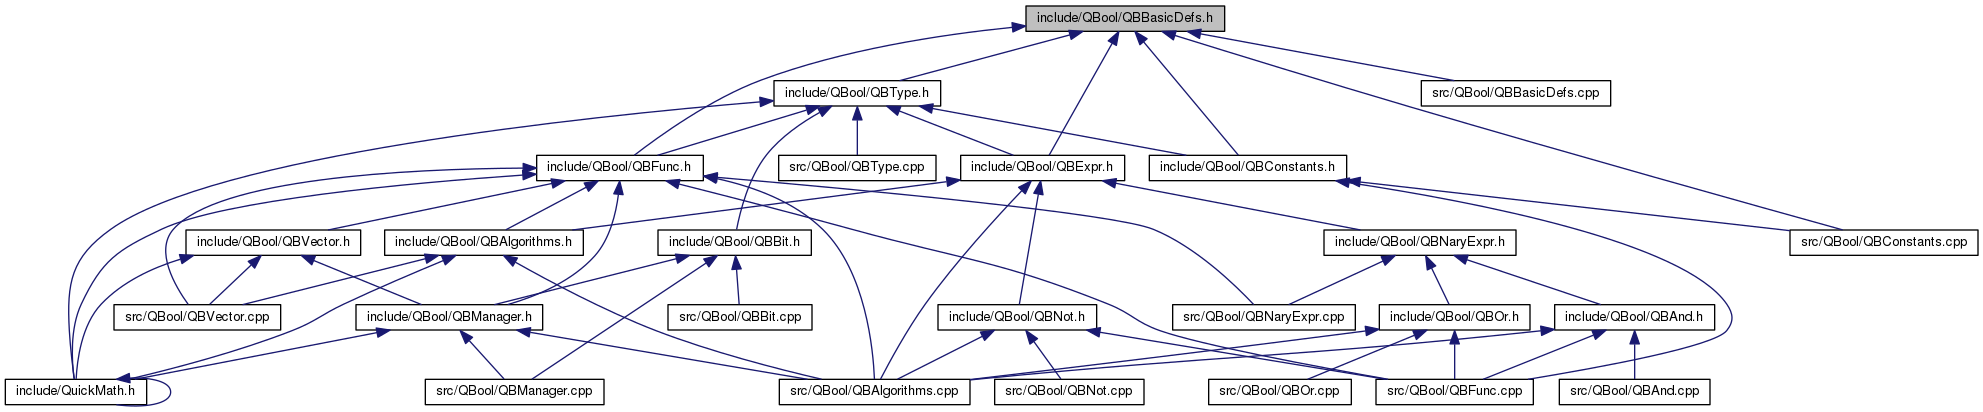 include/QBool/QBBasicDefs.h
include/QBool/QBType.h
src/QBool/QBBasicDefs.cpp
include/QBool/QBFunc.h
src/QBool/QBType.cpp
include/QBool/QBExpr.h
include/QBool/QBConstants.h
include/QBool/QBVector.h
include/QBool/QBAlgorithms.h
include/QBool/QBBit.h
include/QBool/QBNaryExpr.h
src/QBool/QBConstants.cpp
src/QBool/QBVector.cpp
include/QBool/QBManager.h
src/QBool/QBBit.cpp
include/QBool/QBNot.h
src/QBool/QBNaryExpr.cpp
include/QBool/QBOr.h
include/QBool/QBAnd.h
include/QuickMath.h
src/QBool/QBManager.cpp
src/QBool/QBAlgorithms.cpp
src/QBool/QBNot.cpp
src/QBool/QBOr.cpp
src/QBool/QBFunc.cpp
src/QBool/QBAnd.cpp